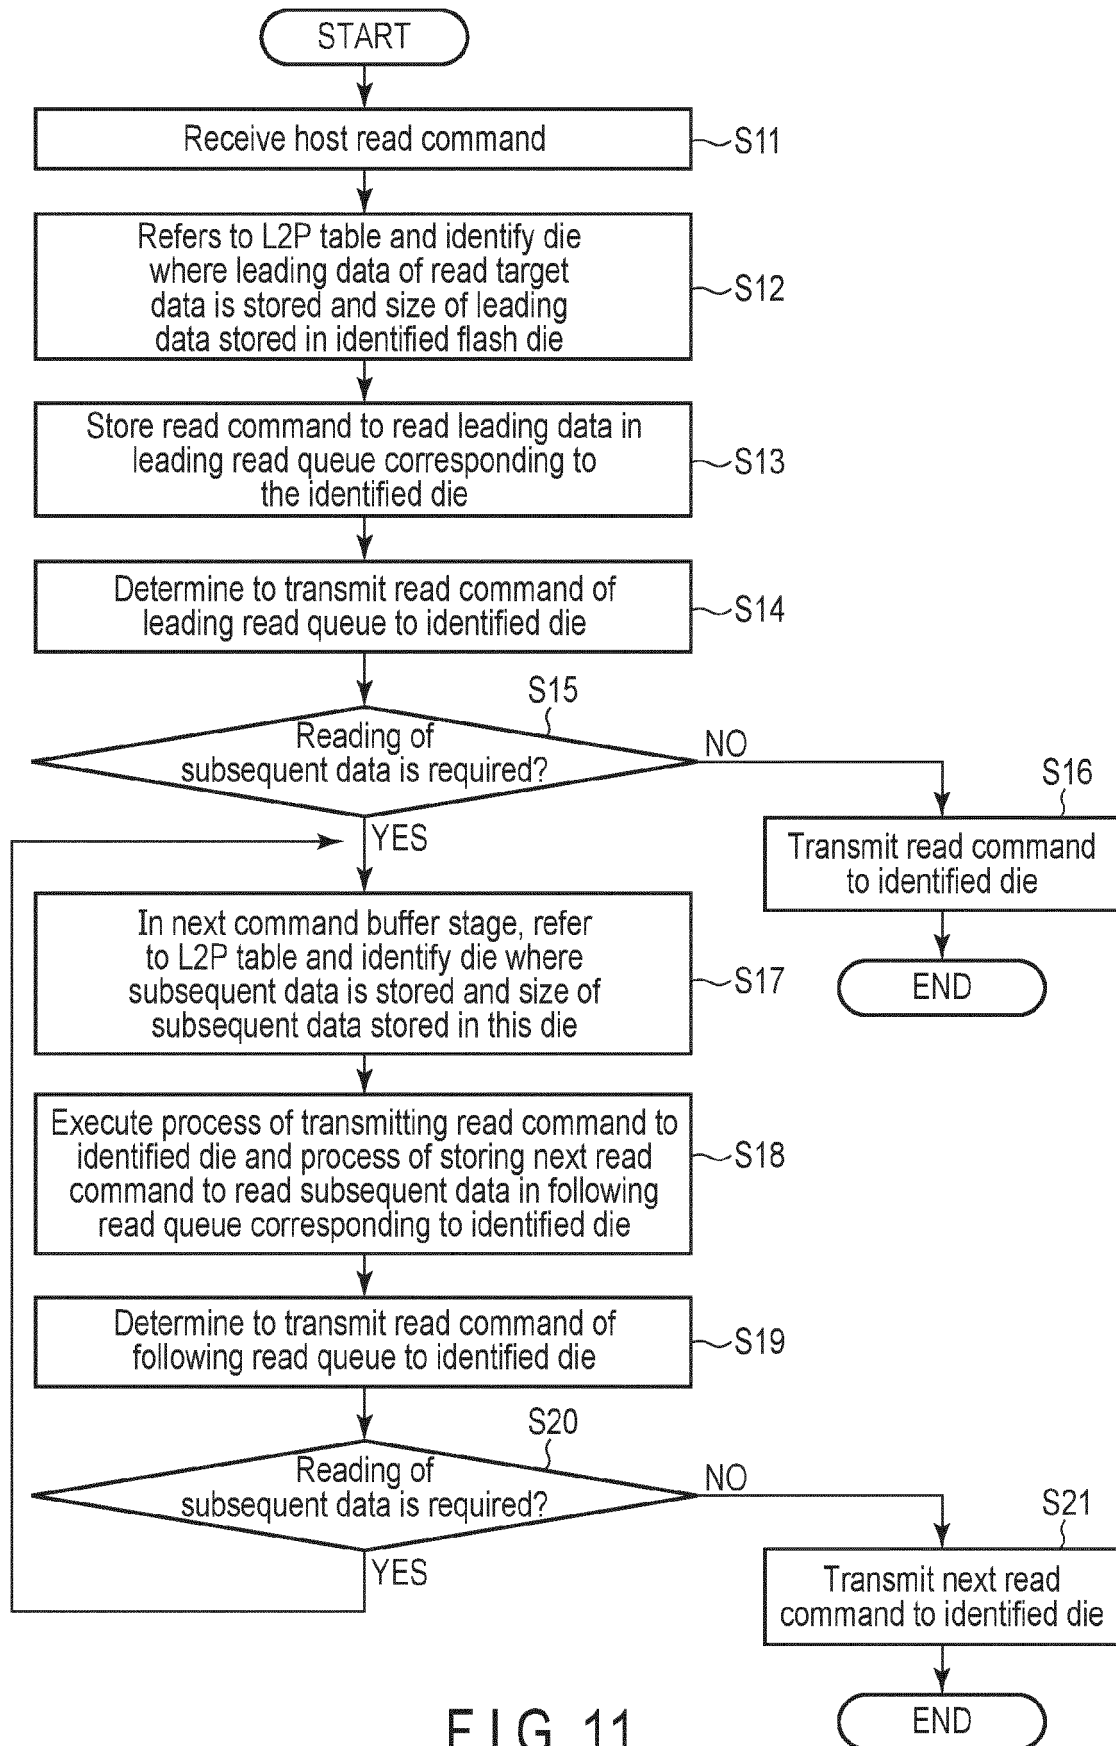 START
Receive host read command
S11
Refers to L2P table and identify die
where leading data of read target
data is stored and size of leading
data stored in identified flash die
S12
Store read command to read leading data in
leading read queue corresponding to
the identified die
S13
Determine to transmit read command of
leading read queue to identified die
S14
S15
Reading of
subsequent data is required?
NO
YES
S16
Transmit read command
to identified die
END
In next command buffer stage, refer
to L2P table and identify die where
subsequent data is stored and size of
subsequent data stored in this die
S17
Execute process of transmitting read command to
identified die and process of storing next read
command to read subsequent data in following
read queue corresponding to identified die
S18
Determine to transmit read command of
following read queue to identified die
S19
S20
Reading of
subsequent data is required?
NO
YES
S21
Transmit next read
command to identified die
END
FIG. 11